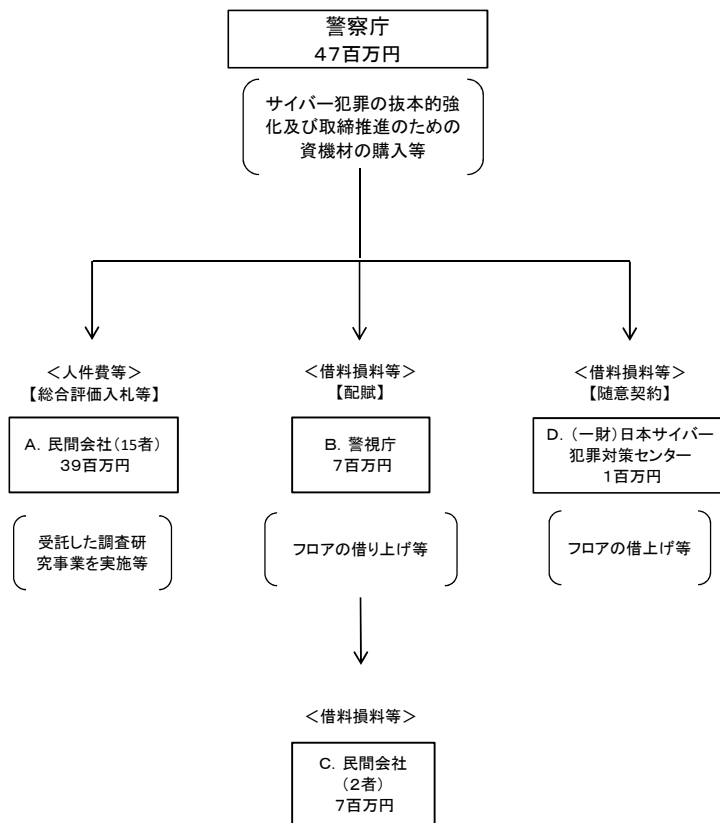 警察庁
47百万円
サイバー犯罪の抜本的強
化及び取締推進のための
資機材の購入等
＜人件費等＞
【総合評価入札等】
A．民間会社（15者）
39百万円
受託した調査研
究事業を実施等
＜借料損料等＞
【配賦】
B．警視庁
7百万円
フロアの借り上げ等
＜借料損料等＞
【随意契約】
D．（一財）日本サイバー
犯罪対策センター
1百万円
フロアの借上げ等
＜借料損料等＞
C．民間会社
（2者）
7百万円